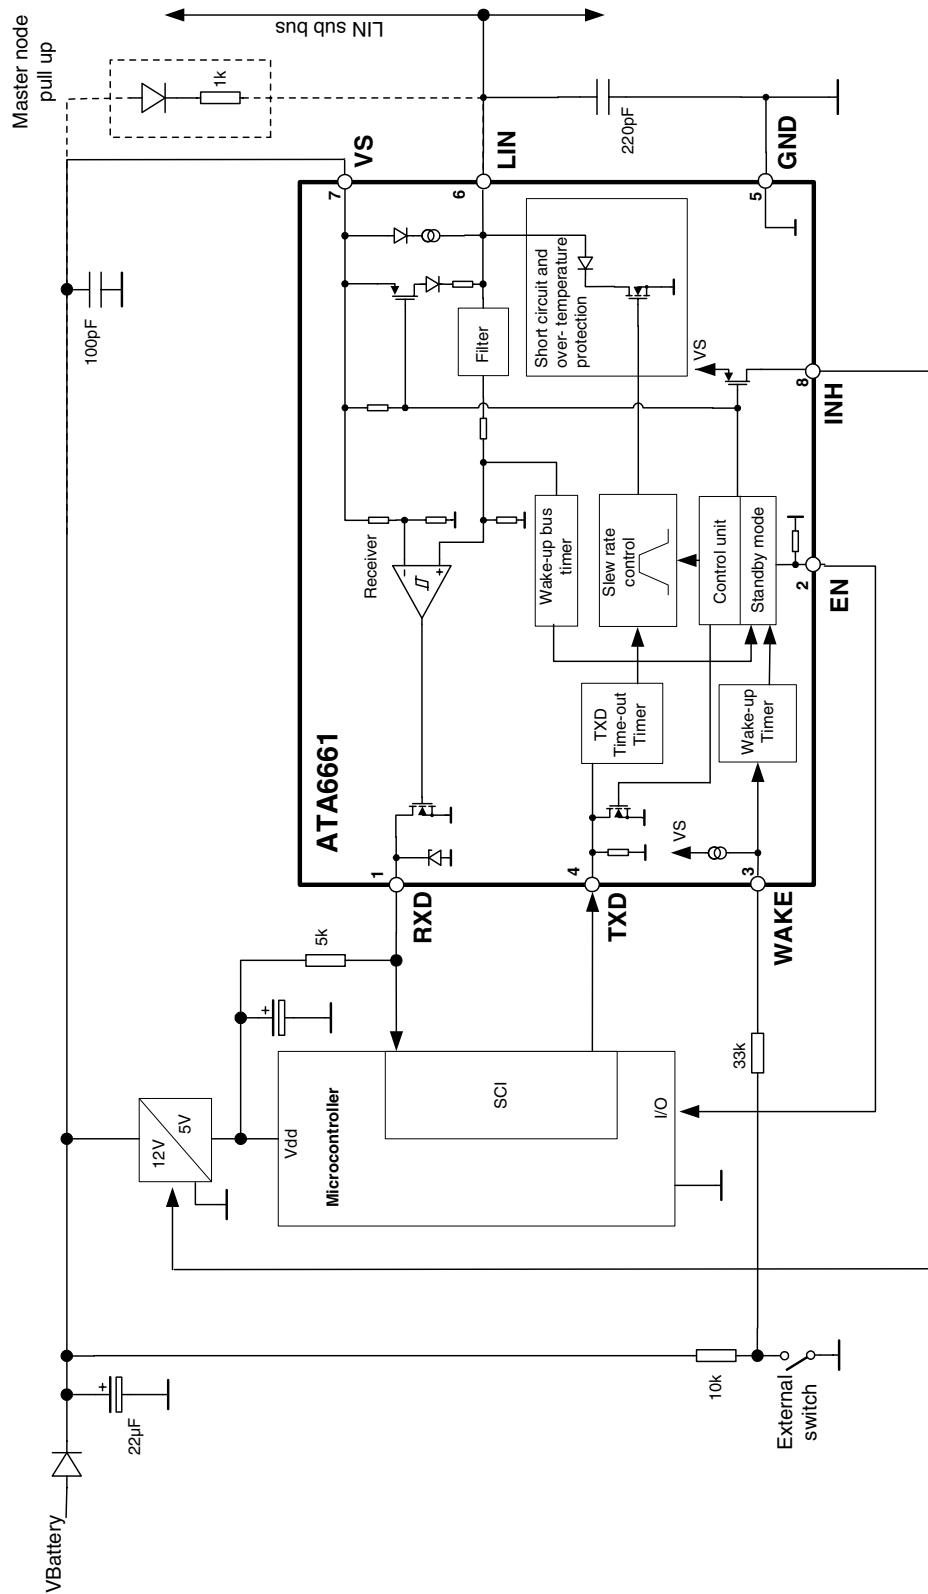 Master node
pull up
LIN sub bus
1k
VBattery
22µF
+
100pF
220pF
12V
5V
Vdd
Microcontroller
SCI
I/O
+
5k
10k
External
switch
33k
ATA6661
VS
7
LIN
6
GND
5
INH
8
EN
2
RXD
1
TXD
4
WAKE
3
Receiver
-
+
Filter
Short circuit and
over- temperature
protection
Wake-up bus
timer
Slew rate
control
Control unit
Standby mode
TXD
Time-out
Timer
Wake-up
Timer
VS
VS